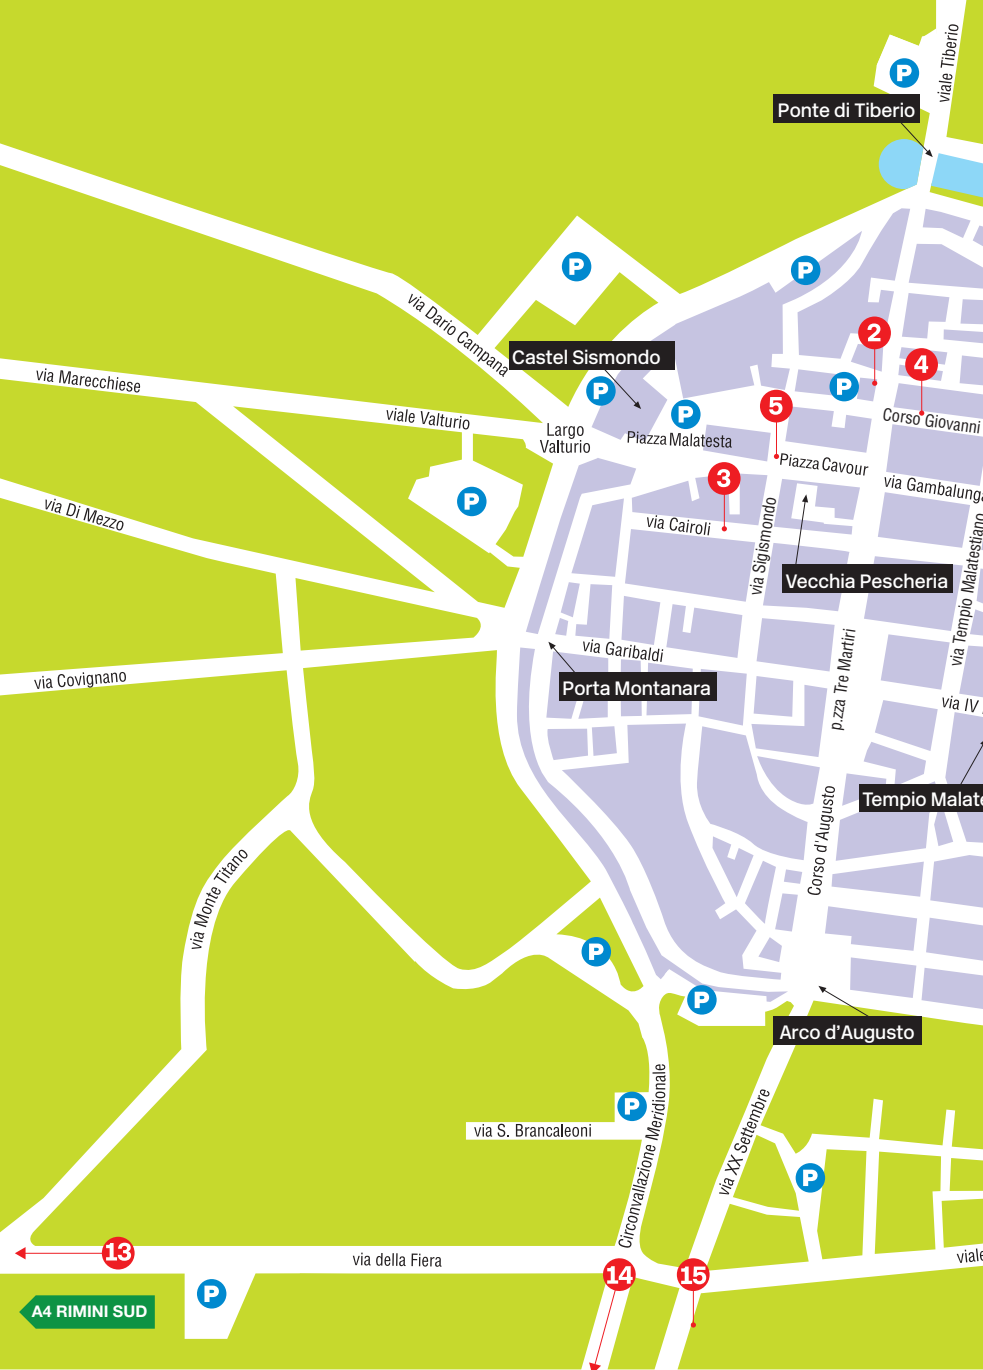 viale Tiberio
P
Ponte di Tiberio
P
P
via Dario Campana
2
4
Castel Sismondo
via Marecchiese
P
P
5
P
viale Valturio
Largo
Valturio
Piazza Malatesta
Corso Giovanni
Piazza Cavour
3
via Gambalunga
P
via Di Mezzo
via Cairoli
via Sigismondo
via Tempio Malatestiano
Vecchia Pescheria
via Garibaldi
p.zza Tre Martiri
via Covignano
Porta Montanara
via IV
Tempio Malate
Corso d'Augusto
via Monte Titano
P
P
Arco d'Augusto
P
Circonvallazione Meridionale
via XX Settembre
via S. Brancaleoni
P
13
via della Fiera
viale
14
15
P
A4 RIMINI SUD